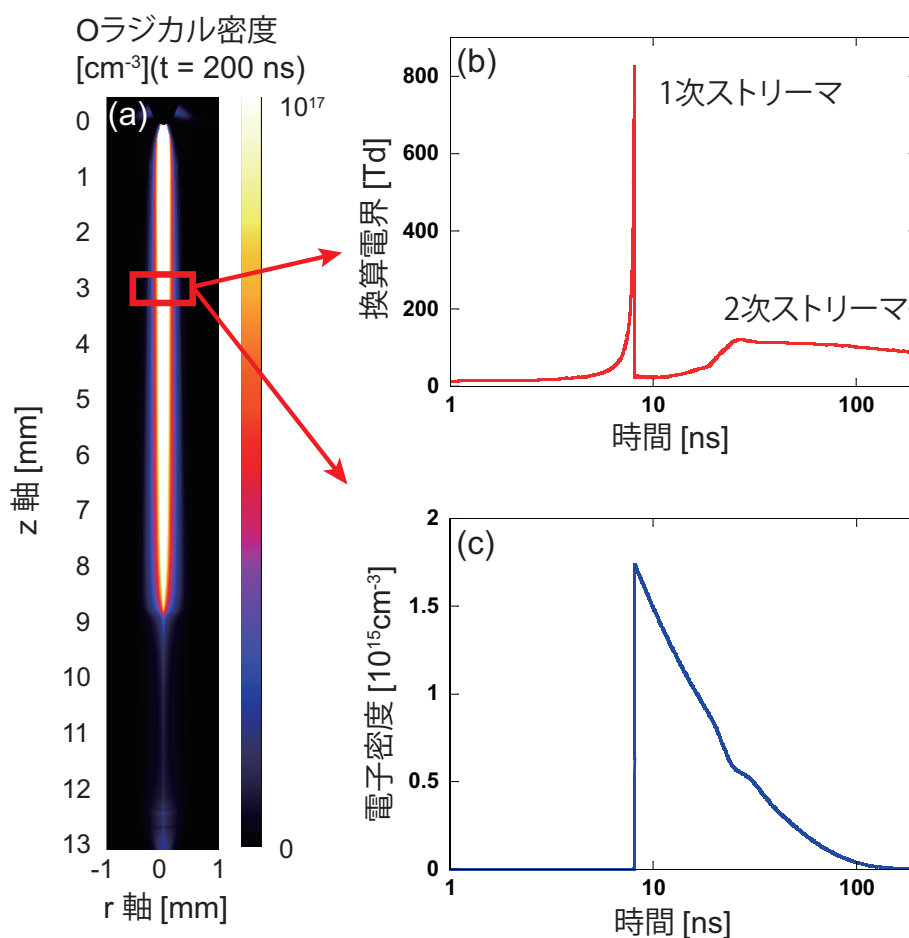 Oラジカル密度
[cm-3](t = 200 ns)
(a)
10¹⁷
0
1
2
3
4
5
6
7
8
9
10
11
12
13
0
-1 0 1
z 軸 [mm]
r 軸 [mm]
(b)
1次ストリーマ
2次ストリーマ
800
600
400
200
0
換算電界 [Td]
1 10 100
時間 [ns]
(c)
2
1.5
1
0.5
0
電子密度 [10¹⁵cm⁻³]
1 10 100
時間 [ns]